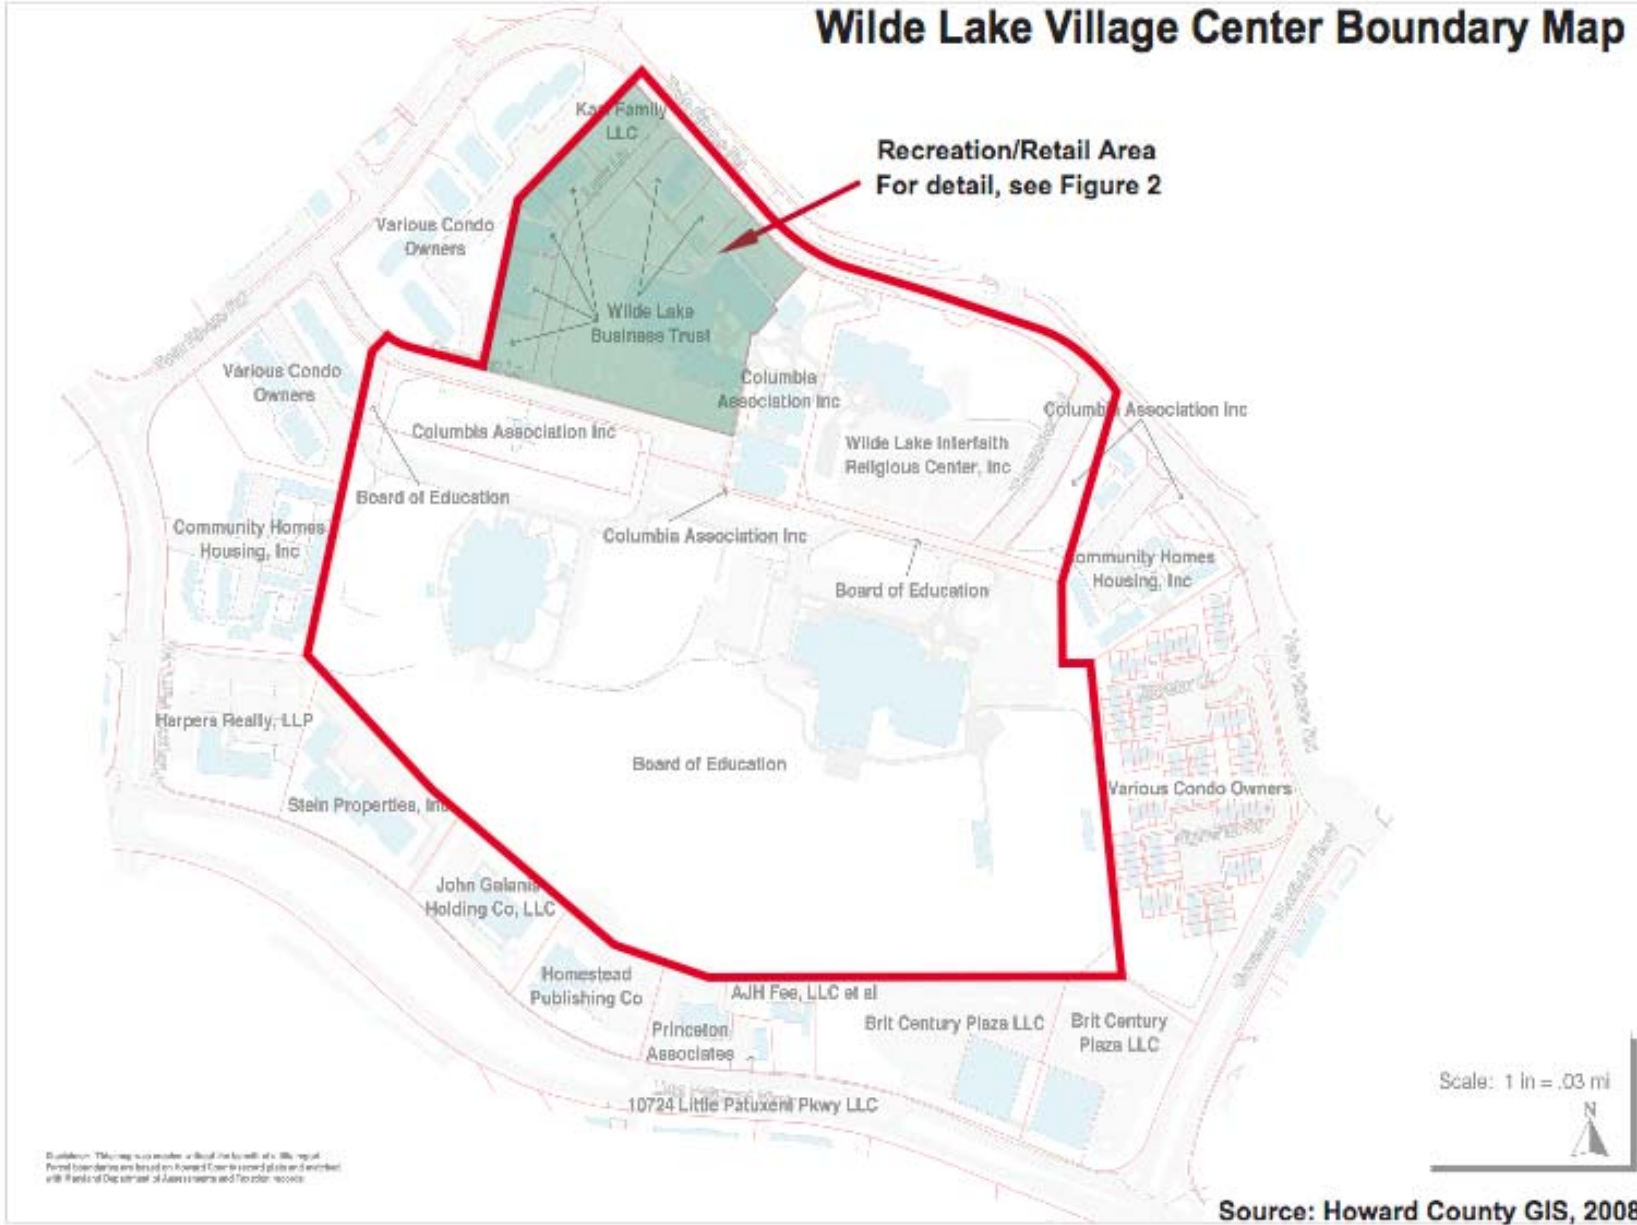 Wilde Lake Village Center Boundary Map
Recreation/Retail Area
For detail, see Figure 2
Family
LLC
Various Condo
Owners
Wilde Lake
Business Trust
Various Condo
Owners
Columbia
Association Inc
Columbia Association Inc
Columbia Association Inc
Wilde Lake Interfaith
Religious Center, Inc
Board of Education
Community Homes
Housing, Inc
Columbia Association Inc
Board of Education
Community Homes
Housing, Inc
Harpers Realty, LLP
Board of Education
Various Condo Owners
Stein Properties, Inc
John Galanis
Holding Co, LLC
Homestead
Publishing Co
AJH Fee, LLC et al
Princeton
Associates
Brit Century Plaza LLC
Brit Century
Plaza LLC
10724 Little Patuxent Pkwy LLC
Scale: 1 in = .03 mi
N
Source: Howard County GIS, 2008